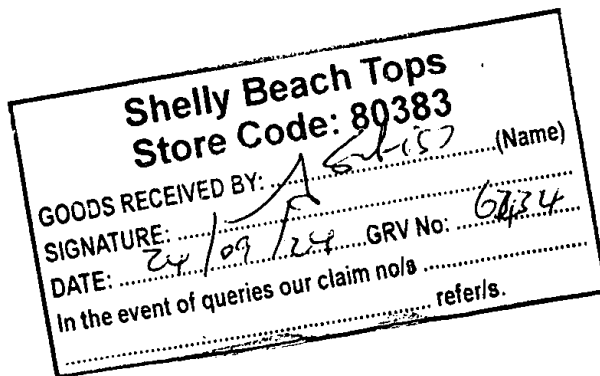 Shelly Beach Tops
Store Code: 80383
GOODS RECEIVED BY: .......................... (Name)
SIGNATURE: ..........................
DATE: 24/09/24 GRV No: ..........................
In the event of queries our claim no/s ..........................
.......................... refer/s.